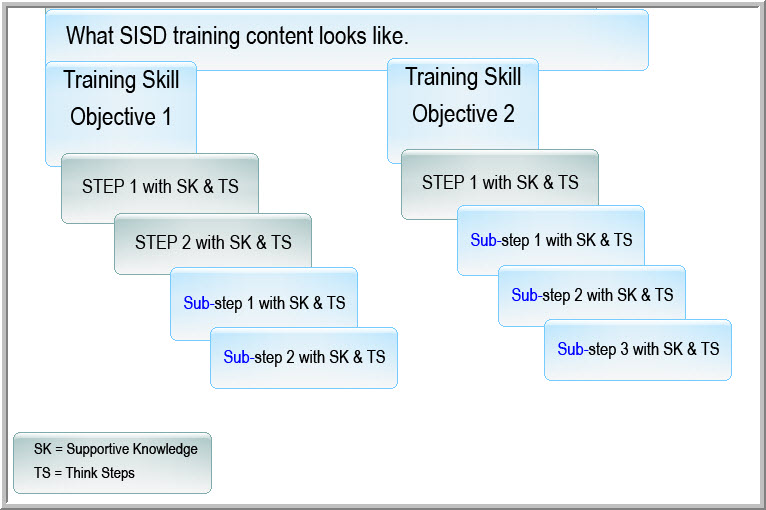 What SISD training content looks like.
Training Skill
Objective 1
STEP 1 with SK & TS
STEP 2 with SK & TS
Sub-step 1 with SK & TS
Sub-step 2 with SK & TS
Training Skill
Objective 2
STEP 1 with SK & TS
Sub-step 1 with SK & TS
Sub-step 2 with SK & TS
Sub-step 3 with SK & TS
SK = Supportive Knowledge
TS = Think Steps